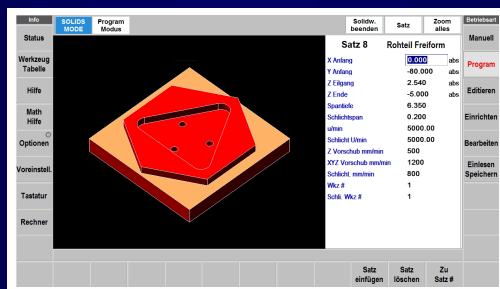 Info
SOLIDS MODE
Program Modus
Solidw. beenden
Satz
Zoom alles
Betriebsart
Status
Werkzeug Tabelle
Hilfe
Math Hilfe
Optionen
Voreinstell.
Tastatur
Rechner
Satz 8 Rohteil Freiform
X Anfang 0.000 abs
Y Anfang -60.000 abs
Z Eilgang 2.540 abs
Z Ende -5.000 abs
Spantiefe 6.350
Schlichtspan 0.200
u/min 5000.00
Schlicht U/min 5000.00
Z Vorschub mm/min 500
XYZ Vorschub mm/min 1200
Schlicht. mm/min 800
Wkz # 1
Schli. Wkz # 1
Manuell
Program
Editieren
Einrichten
Bearbeiten
Einlesen Speichern
Satz einfügen
Satz löschen
Zu Satz #